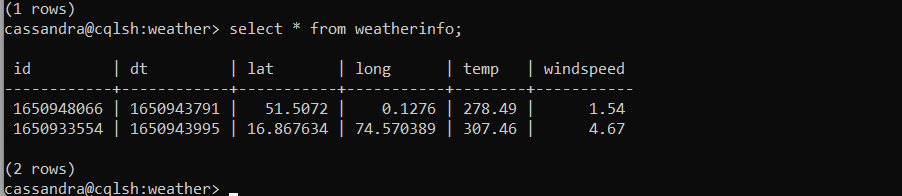 (1 rows)
cassandra@cqlsh:weather> select * from weatherinfo;
id | dt | lat | long | temp | windspeed
------------+------------+-----------+-----------+--------+-----------
1650948066 | 1650943791 | 51.5072 | 0.1276 | 278.49 | 1.54
1650933554 | 1650943995 | 16.867634 | 74.570389 | 307.46 | 4.67
(2 rows)
cassandra@cqlsh:weather>